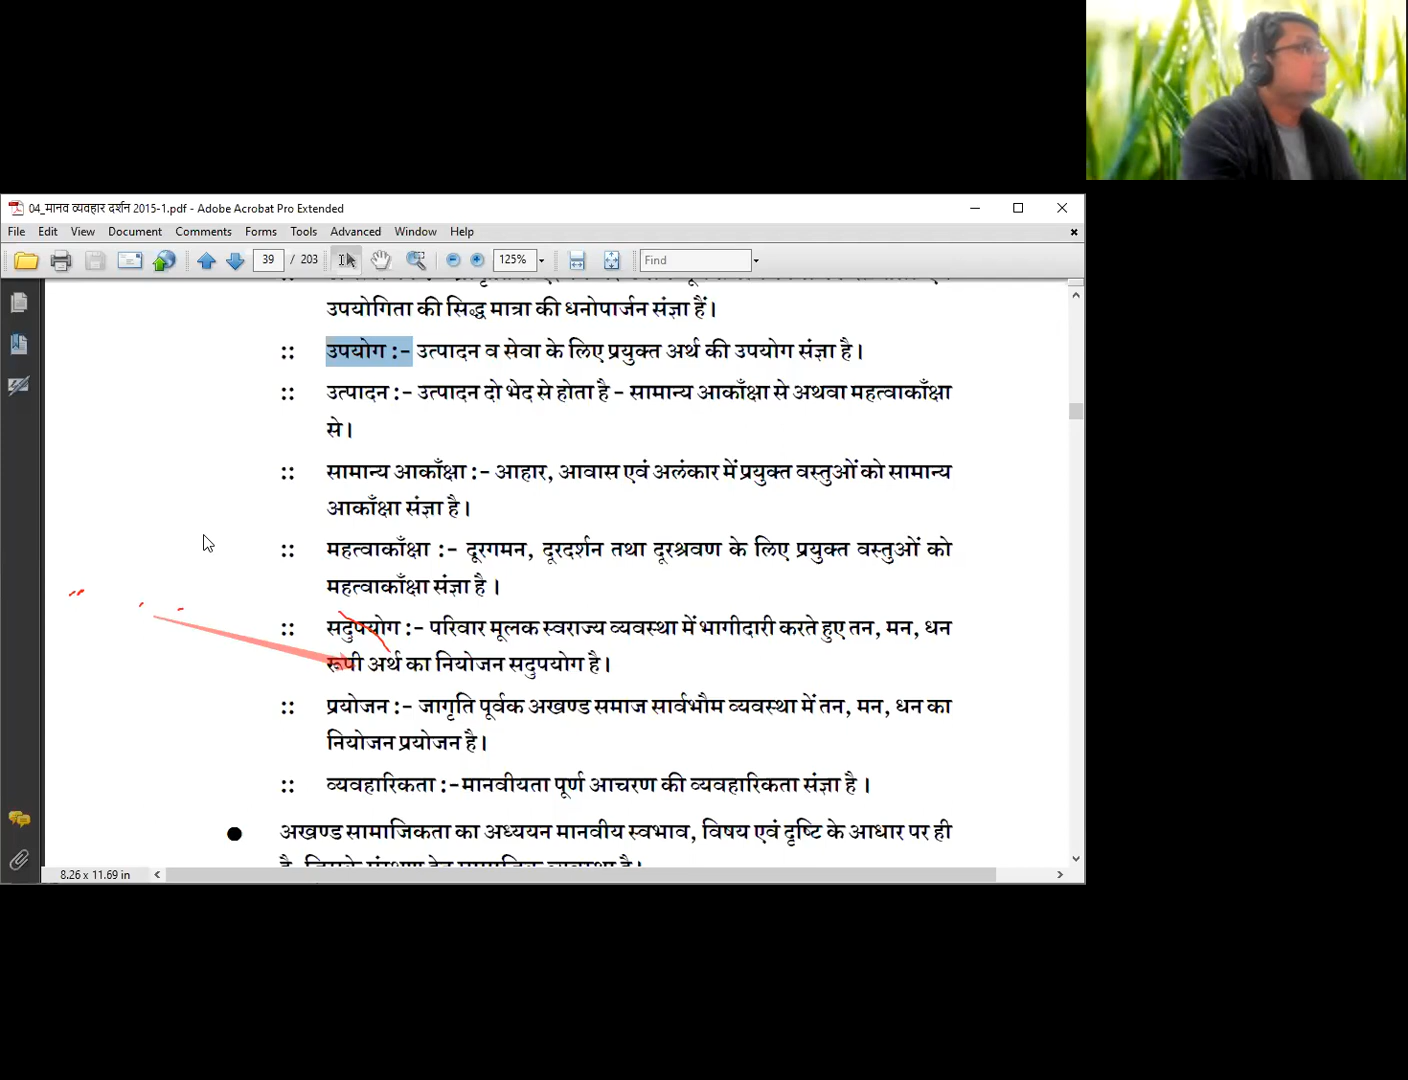 04_मानव व्यवहार दर्शन 2015-1.pdf - Adobe Acrobat Pro Extended
File Edit View Document Comments Forms Tools Advanced Window Help
39 / 203 125% Find
उपयोगिता की सिद्ध मात्रा की धनोपार्जन संज्ञा हैं।
:: उपयोग :- उत्पादन व सेवा के लिए प्रयुक्त अर्थ की उपयोग संज्ञा है।
:: उत्पादन :- उत्पादन दो भेद से होता है - सामान्य आकाँक्षा से अथवा महत्वाकाँक्षा
से।
:: सामान्य आकाँक्षा :- आहार, आवास एवं अलंकार में प्रयुक्त वस्तुओं को सामान्य
आकाँक्षा संज्ञा है।
:: महत्वाकाँक्षा :- दूरगमन, दूरदर्शन तथा दूरश्रवण के लिए प्रयुक्त वस्तुओं को
महत्वाकाँक्षा संज्ञा है ।
:: सदुपयोग :- परिवार मूलक स्वराज्य व्यवस्था में भागीदारी करते हुए तन, मन, धन
रूपी अर्थ का नियोजन सदुपयोग है।
:: प्रयोजन :- जागृति पूर्वक अखण्ड समाज सार्वभौम व्यवस्था में तन, मन, धन का
नियोजन प्रयोजन है।
:: व्यवहारिकता :-मानवीयता पूर्ण आचरण की व्यवहारिकता संज्ञा है ।
● अखण्ड सामाजिकता का अध्ययन मानवीय स्वभाव, विषय एवं दृष्टि के आधार पर ही
8.26 x 11.69 in